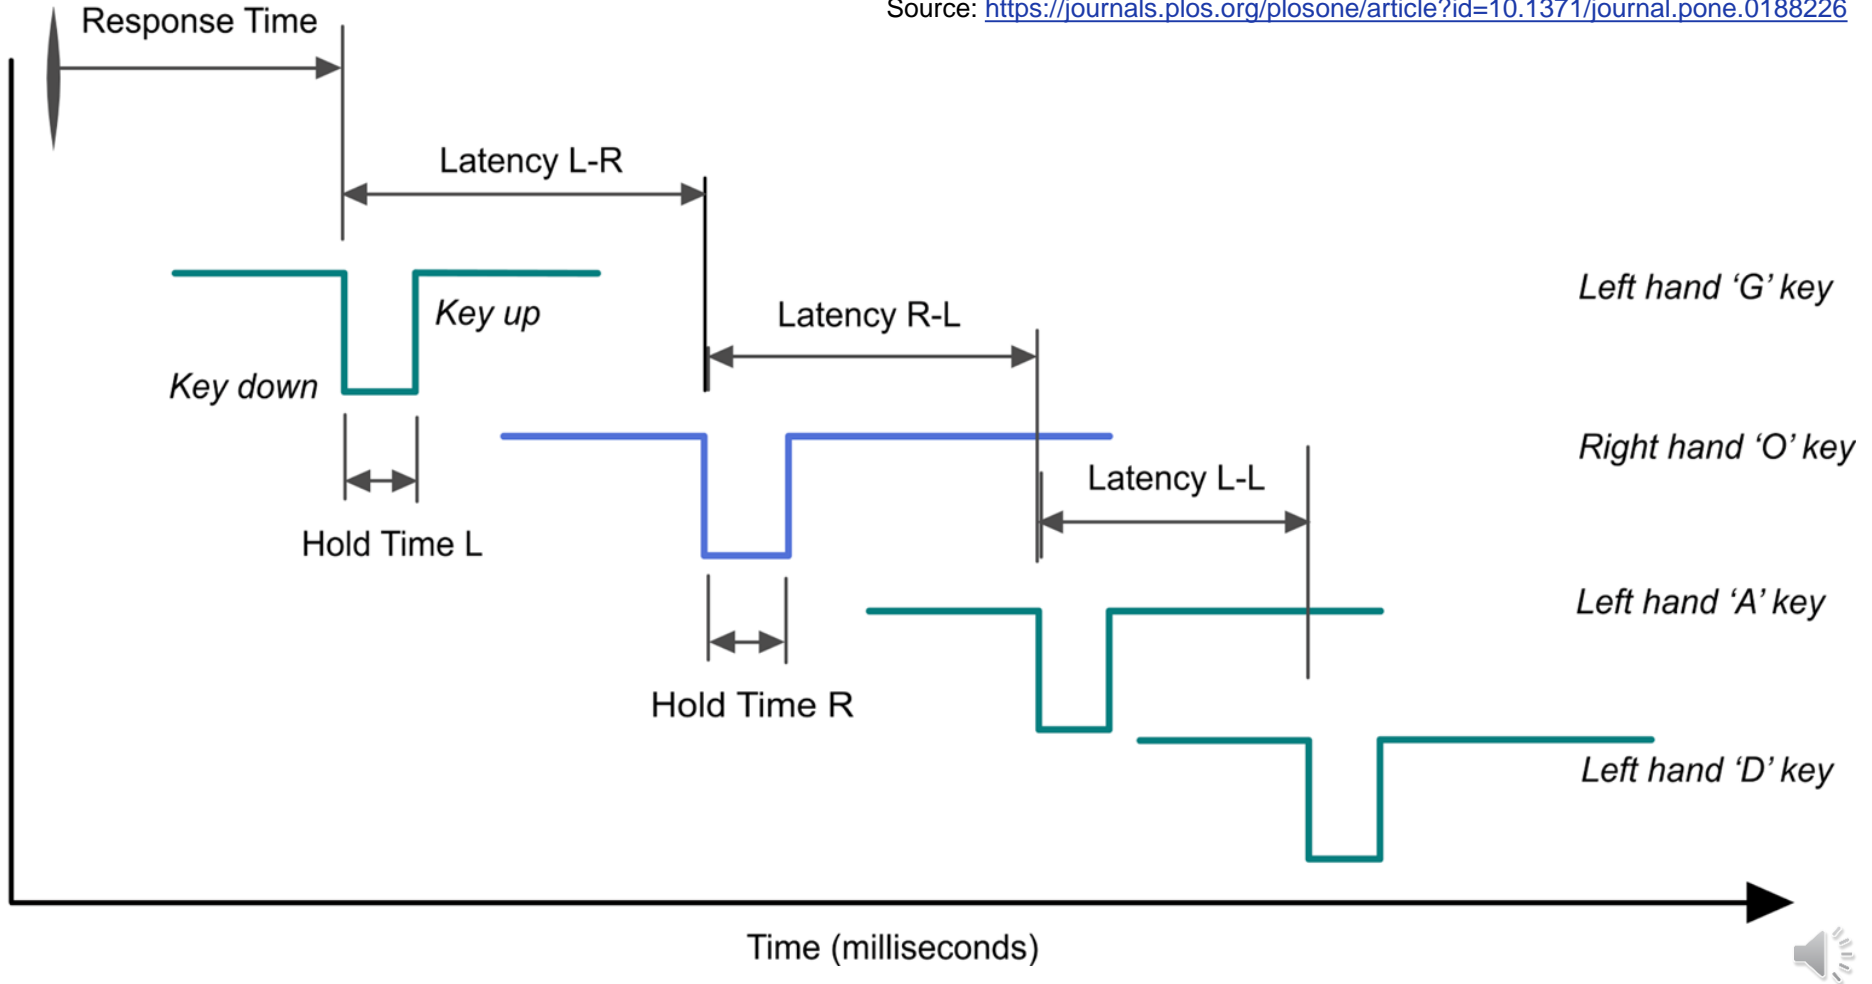 Source: https://journals.plos.org/plosone/article?id=10.1371/journal.pone.0188226
Response Time
Latency L-R
Latency R-L
Left hand ‘G’ key
Key up
Key down
Right hand ‘O’ key
Latency L-L
Hold Time L
Left hand ‘A’ key
Hold Time R
Left hand ‘D’ key
Time (milliseconds)